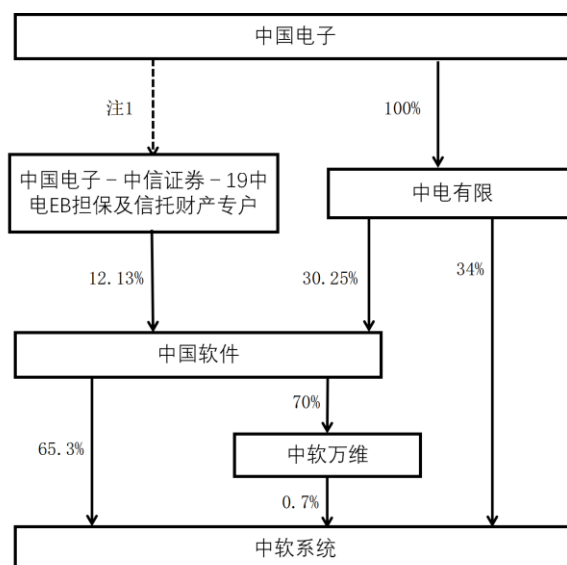 中国电子
注1
100%
中国电子－中信证券－19中
电EB担保及信托财产专户
中电有限
12.13%
30.25%
34%
中国软件
70%
65.3%
中软万维
0.7%
中软系统